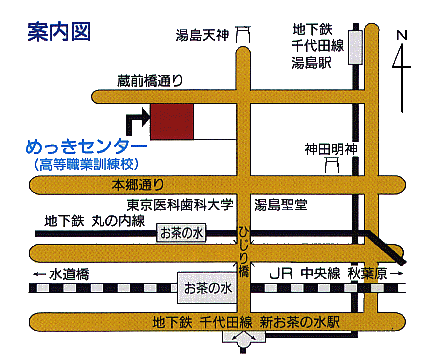 案内図
湯島天神
地下鉄
千代田線
湯島駅
N
蔵前橋通り
めっきセンター
(高等職業訓練校)
神田明神
本郷通り
東京医科歯科大学
湯島聖堂
地下鉄 丸の内線
お茶の水
ひじり橋
←水道橋
お茶の水
JR 中央線 秋葉原→
地下鉄 千代田線 新お茶の水駅